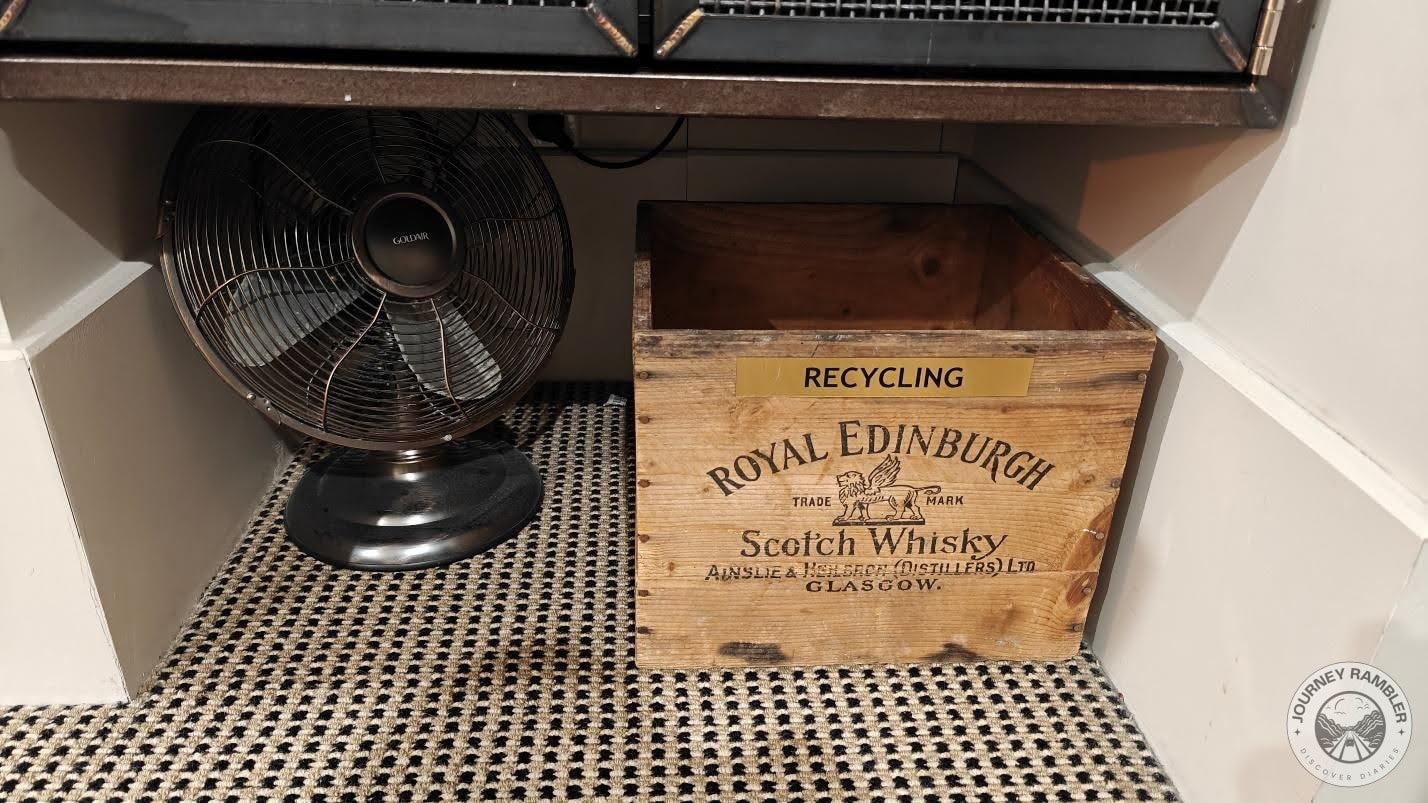 GOLDAIR
RECYCLING
ROYAL EDINBURGH
TRADE MARK
Scotch Whisky
AINSLIE & HEILBRON (DISTILLERS) LTD
GLASGOW.
JOURNEY RAMBLER
DISCOVER DIARIES